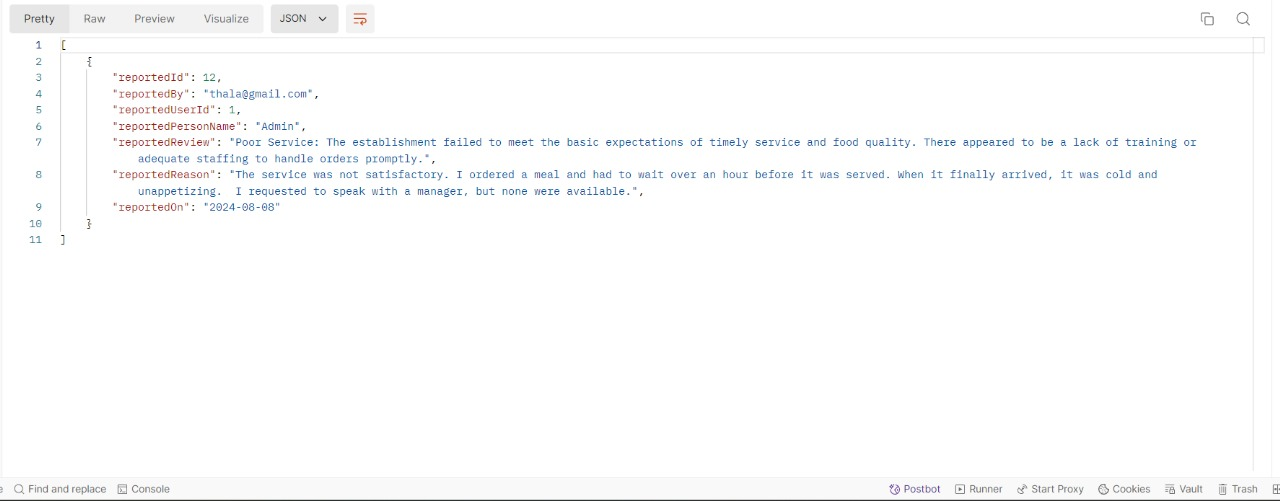 Pretty Raw Preview Visualize JSON
1 [
2 {
3 "reportedId": 12,
4 "reportedBy": "thala@gmail.com",
5 "reportedUserId": 1,
6 "reportedPersonName": "Admin",
7 "reportedReview": "Poor Service: The establishment failed to meet the basic expectations of timely service and food quality. There appeared to be a lack of training or
adequate staffing to handle orders promptly.",
8 "reportedReason": "The service was not satisfactory. I ordered a meal and had to wait over an hour before it was served. When it finally arrived, it was cold and
unappetizing.  I requested to speak with a manager, but none were available.",
9 "reportedOn": "2024-08-08"
10 }
11 ]
Find and replace Console Postbot Runner Start Proxy Cookies Vault Trash